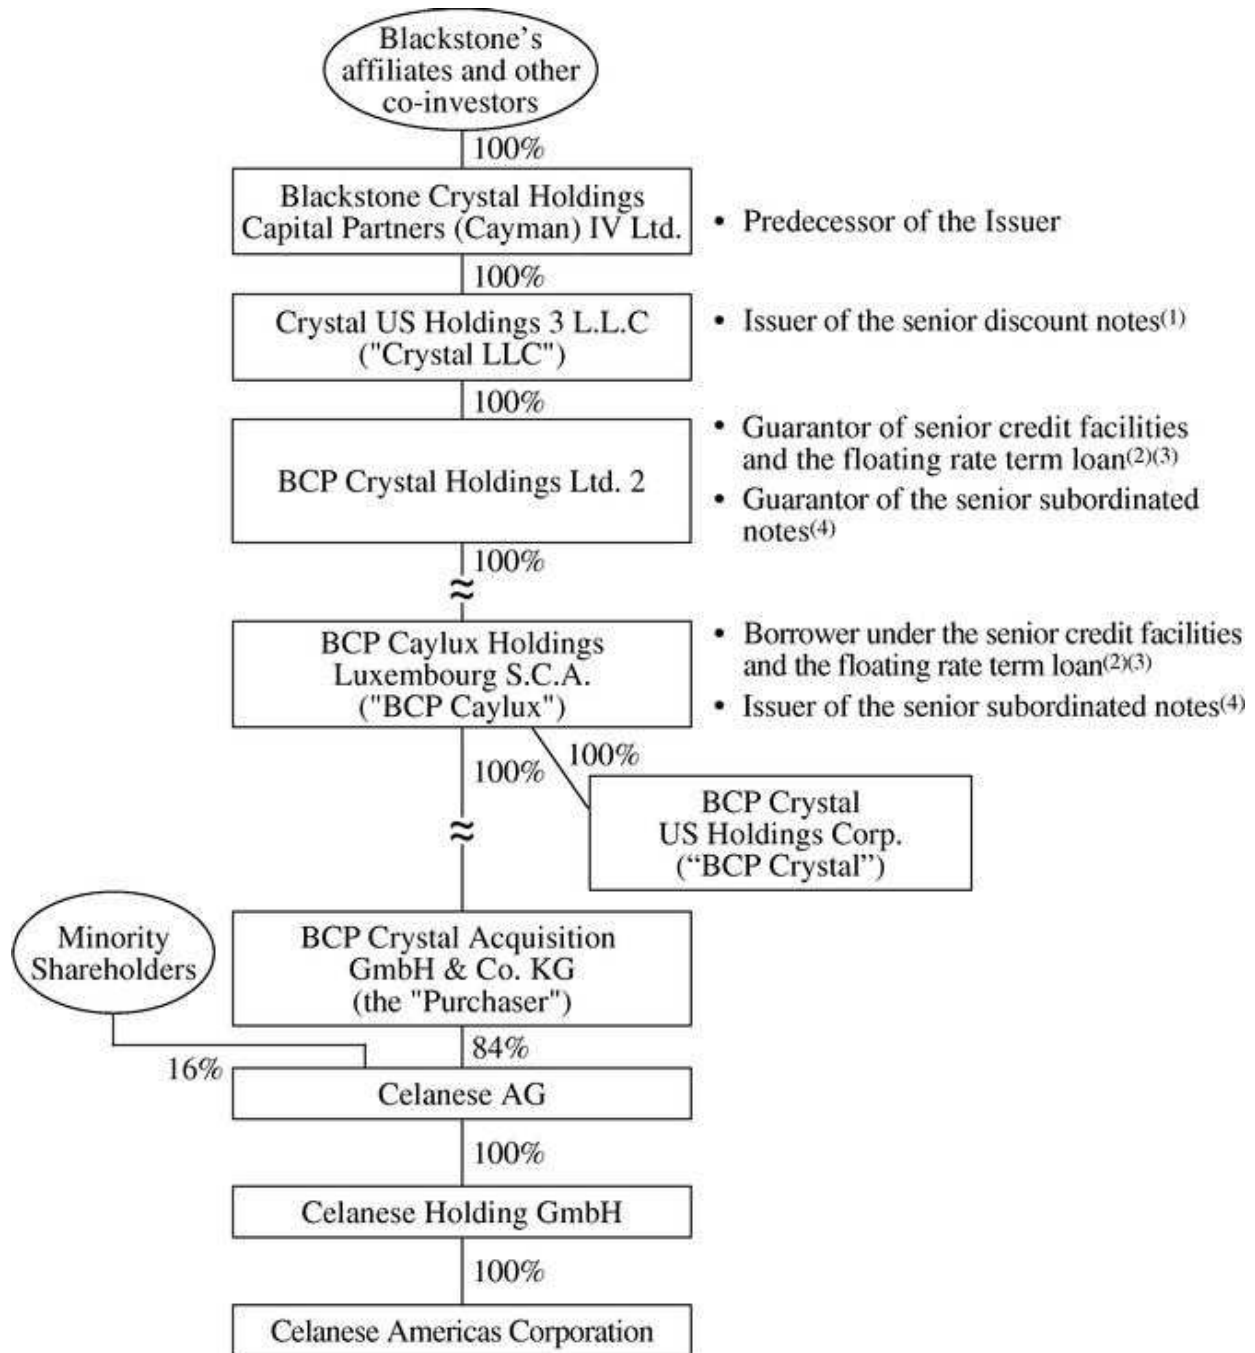 Blackstone's
affiliates and other
co-investors
100%
Blackstone Crystal Holdings
Capital Partners (Cayman) IV Ltd.
• Predecessor of the Issuer
100%
Crystal US Holdings 3 L.L.C
("Crystal LLC")
• Issuer of the senior discount notes(1)
100%
BCP Crystal Holdings Ltd. 2
• Guarantor of senior credit facilities
and the floating rate term loan(2)(3)
• Guarantor of the senior subordinated
notes(4)
100%
BCP Caylux Holdings
Luxembourg S.C.A.
("BCP Caylux")
• Borrower under the senior credit facilities
and the floating rate term loan(2)(3)
• Issuer of the senior subordinated notes(4)
100%
100%
BCP Crystal
US Holdings Corp.
(“BCP Crystal”)
Minority
Shareholders
BCP Crystal Acquisition
GmbH & Co. KG
(the "Purchaser")
16%
84%
Celanese AG
100%
Celanese Holding GmbH
100%
Celanese Americas Corporation